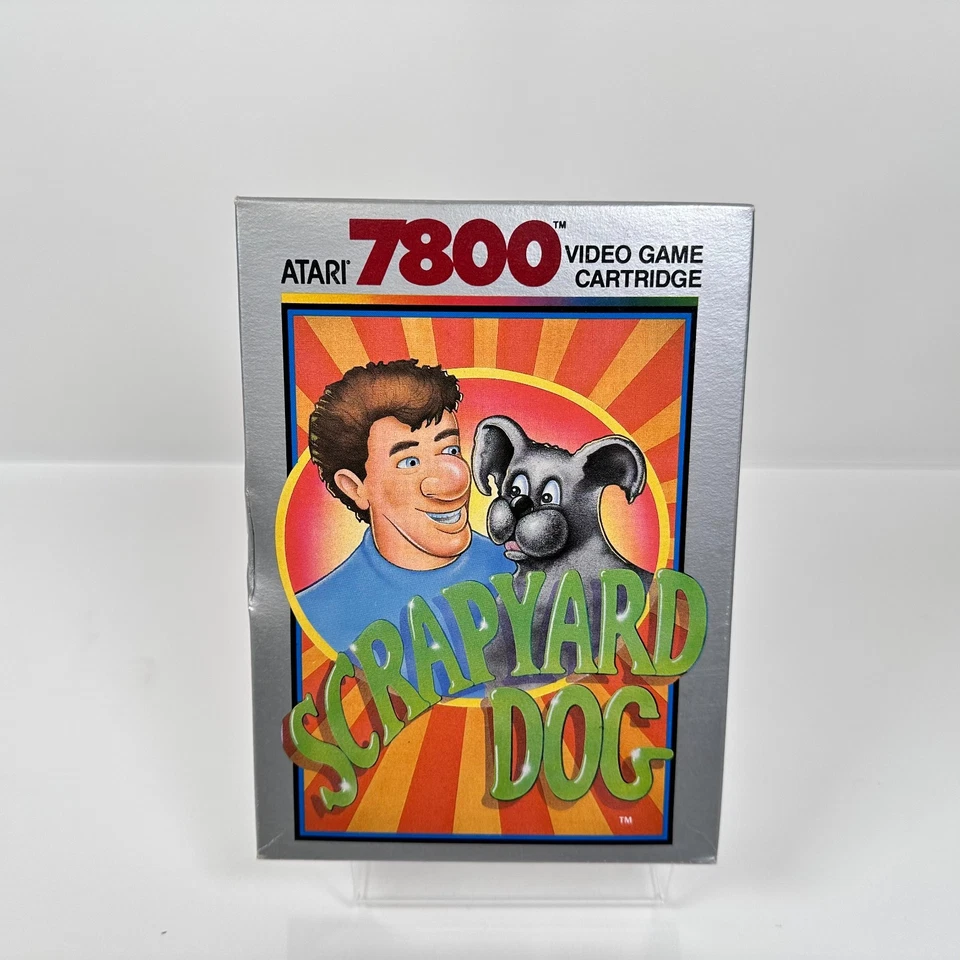 ATARI® 7800™ VIDEO GAME
CARTRIDGE
SCRAPYARD
DOG
TM